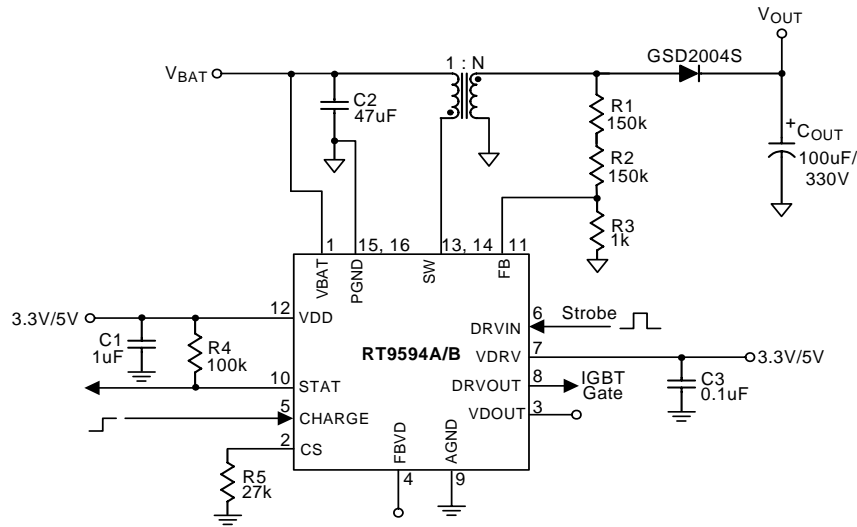 VOUT
GSD2004S
VBAT
1 : N
C2
47uF
R1
150k
+COUT
100uF/
330V
R2
150k
R3
1k
1
15, 16
13, 14
11
VBAT
PGND
SW
FB
3.3V/5V
12
VDD
6
Strobe
DRVIN
C1
1uF
R4
100k
RT9594A/B
7
VDRV
3.3V/5V
10
STAT
8
DRVOUT
IGBT
Gate
C3
0.1uF
5
CHARGE
3
VDOUT
2
CS
FBVD
AGND
R5
27k
4
9